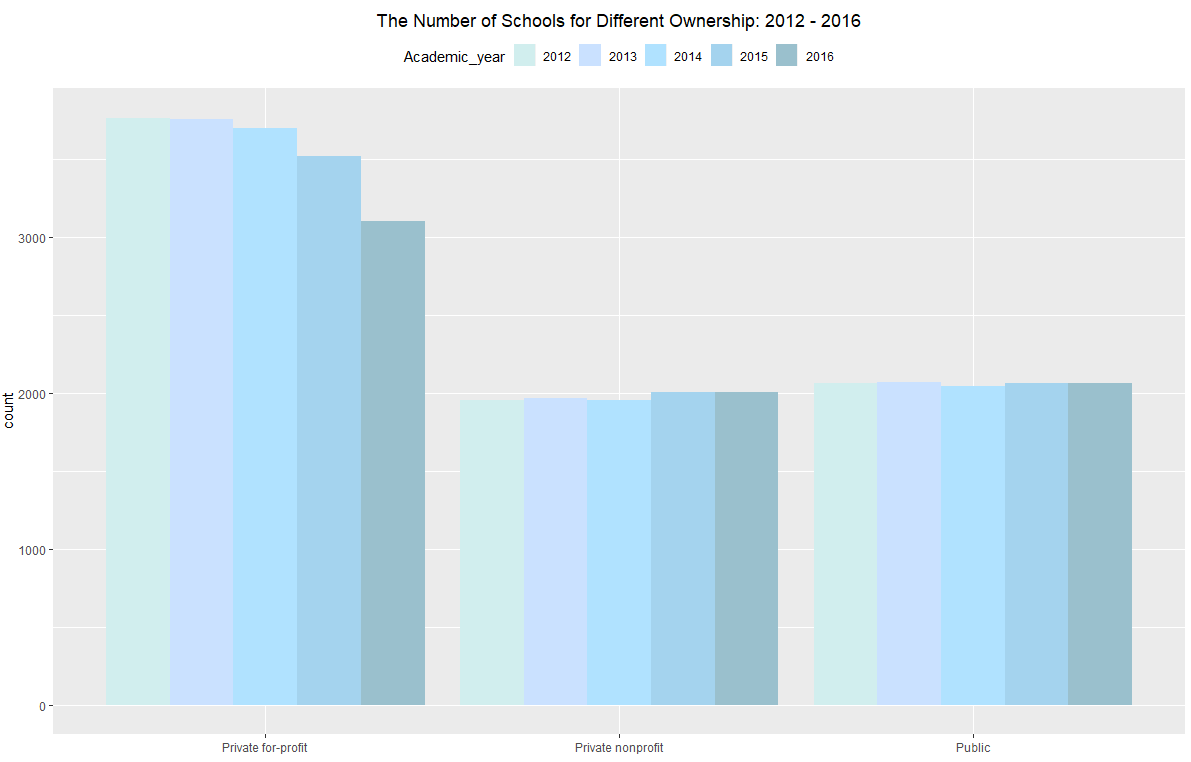 The Number of Schools for Different Ownership: 2012 - 2016
Academic_year 2012 2013 2014 2015 2016
count
3000
2000
1000
0
Private for-profit Private nonprofit Public